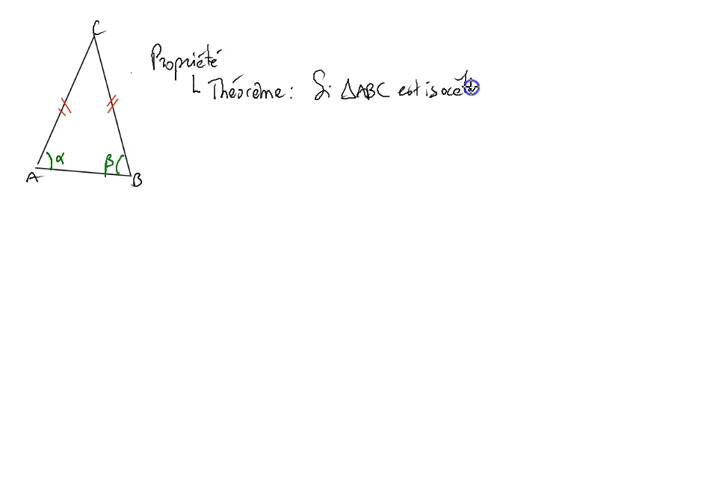 C
Propriété
Théorème : Si ΔABC est isocèle
α
β
A
B